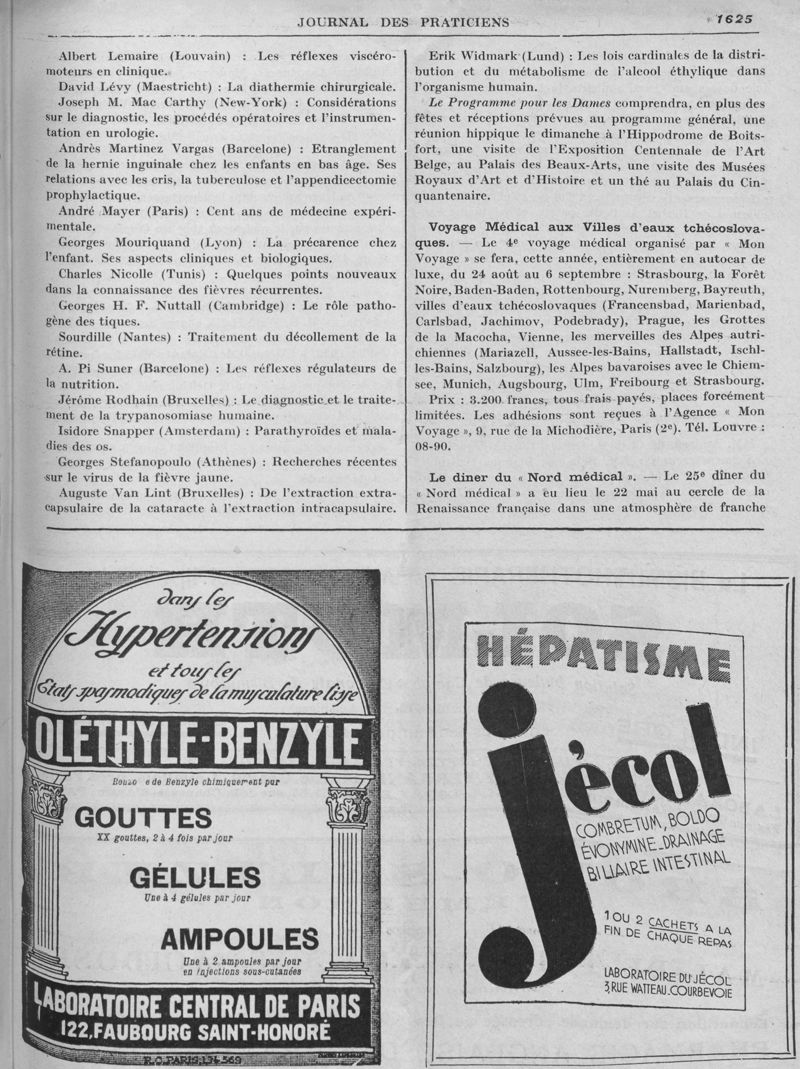 JOURNAL DES PRATICIENS
1625
Albert Lemaire (Louvain) : Les réflexes viscéro-
moteurs en clinique.
David Lévy (Maestricht) : La diathermie chirurgicale.
Joseph M. Mac Carthy (New-York) : Considérations
sur le diagnostic, les procédés opératoires et l'instrumen-
tation en urologie.
Andrès Martinez Vargas (Barcelone) : Etranglement
de la hernie inguinale chez les enfants en bas âge. Ses
relations avec les cris, la tuberculose et l'appendicectomie
prophylactique.
André Mayer (Paris) : Cent ans de médecine expéri-
mentale.
Georges Mouriquand (Lyon) : La précarence chez
l'enfant. Ses aspects cliniques et biologiques.
Charles Nicolle (Tunis) : Quelques points nouveaux
dans la connaissance des fièvres récurrentes.
Georges H. F. Nuttall (Cambridge) : Le rôle patho-
gène des tiques.
Sourdille (Nantes) : Traitement du décollement de la
rétine.
A. Pi Suner (Barcelone) : Les réflexes régulateurs de
la nutrition.
Jérôme Rodhain (Bruxelles) : Le diagnostic et le traite-
ment de la trypanosomiase humaine.
Isidore Snapper (Amsterdam) : Parathyroïdes et mala-
dies des os.
Georges Stefanopoulo (Athènes) : Recherches récentes
sur le virus de la fièvre jaune.
Auguste Van Lint (Bruxelles) : De l'extraction extra-
capsulaire de la cataracte à l'extraction intracapsulaire.
Erik Widmark (Lund) : Les lois cardinales de la distri-
bution et du métabolisme de l'alcool éthylique dans
l'organisme humain.
Le Programme pour les Dames comprendra, en plus des
fêtes et réceptions prévues au programme général, une
réunion hippique le dimanche à l'Hippodrome de Boits-
fort, une visite de l'Exposition Centennale de l'Art
Belge, au Palais des Beaux-Arts, une visite des Musées
Royaux d'Art et d'Histoire et un thé au Palais du Cin-
quantenaire.
Voyage Médical aux Villes d'eaux tchécoslova-
ques. — Le 4e voyage médical organisé par « Mon
Voyage » se fera, cette année, entièrement en autocar de
luxe, du 24 août au 6 septembre : Strasbourg, la Forêt
Noire, Baden-Baden, Rottenbourg, Nuremberg, Bayreuth,
villes d'eaux tchécoslovaques (Francensbad, Marienbad,
Carlsbad, Jachimov, Podebrady), Prague, les Grottes
de la Macocha, Vienne, les merveilles des Alpes autri-
chiennes (Mariazell, Aussee-les-Bains, Hallstadt, Ischl-
les-Bains, Salzbourg), les Alpes bavaroises avec le Chiem-
see, Munich, Augsbourg, Ulm, Freibourg et Strasbourg.
Prix : 3.200 francs, tous frais payés, places forcément
limitées. Les adhésions sont reçues à l'Agence « Mon
Voyage », 9, rue de la Michodière, Paris (2e). Tél. Louvre :
08-90.
Le diner du « Nord médical ». — Le 25e dîner du
« Nord médical » a eu lieu le 22 mai au cercle de la
Renaissance française dans une atmosphère de franche
dans les
Hypertensions
et tous les
États spasmodiques de la musculature lisse
OLÉTHYLE-BENZYLE
de Benzyle chimiquement pur
GOUTTES
XX gouttes, 2 à 4 fois par jour
GÉLULES
Une à 4 gélules par jour
AMPOULES
Une à 2 ampoules par jour
en injections sous-cutanées
LABORATOIRE CENTRAL DE PARIS
122, FAUBOURG SAINT-HONORÉ
R.C. PARIS, 174.569
HÉPATISME
jécol
COMBRETUM, BOLDO
ÉVONYMINE_DRAINAGE
BILIAIRE INTESTINAL
1 OU 2 CACHETS A LA
FIN DE CHAQUE REPAS
LABORATOIRE DU JÉCOL
3, RUE WATTEAU_COURBEVOIE